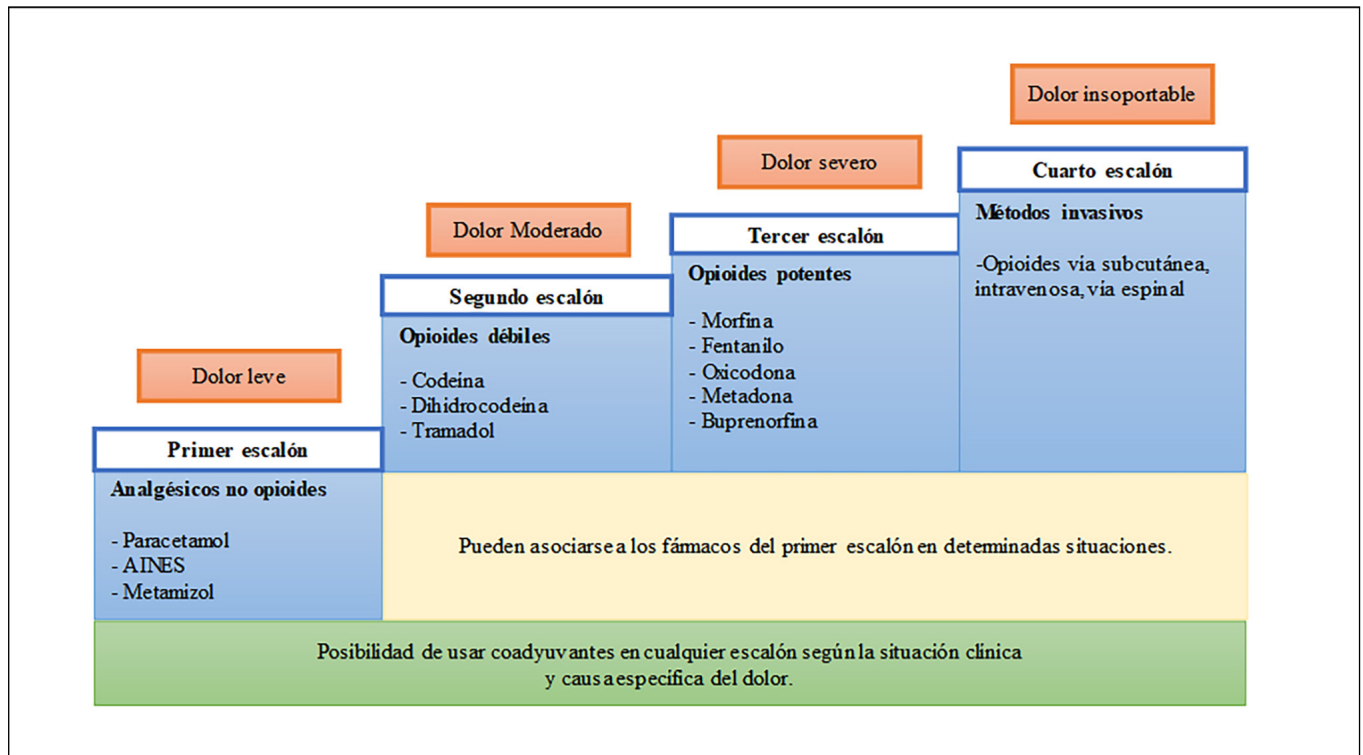 Dolor leve
Primer escalón
Analgésicos no opioides
- Paracetamol
- AINES
- Metamizol
Dolor Moderado
Segundo escalón
Opioides débiles
- Codeína
- Dihidrocodeína
- Tramadol
Dolor severo
Tercer escalón
Opioides potentes
- Morfina
- Fentanilo
- Oxicodona
- Metadona
- Buprenorfina
Dolor insoportable
Cuarto escalón
Métodos invasivos
-Opioides vía subcutánea,
intravenosa, vía espinal
Pueden asociarse a los fármacos del primer escalón en determinadas situaciones.
Posibilidad de usar coadyuvantes en cualquier escalón según la situación clínica
y causa especifica del dolor.